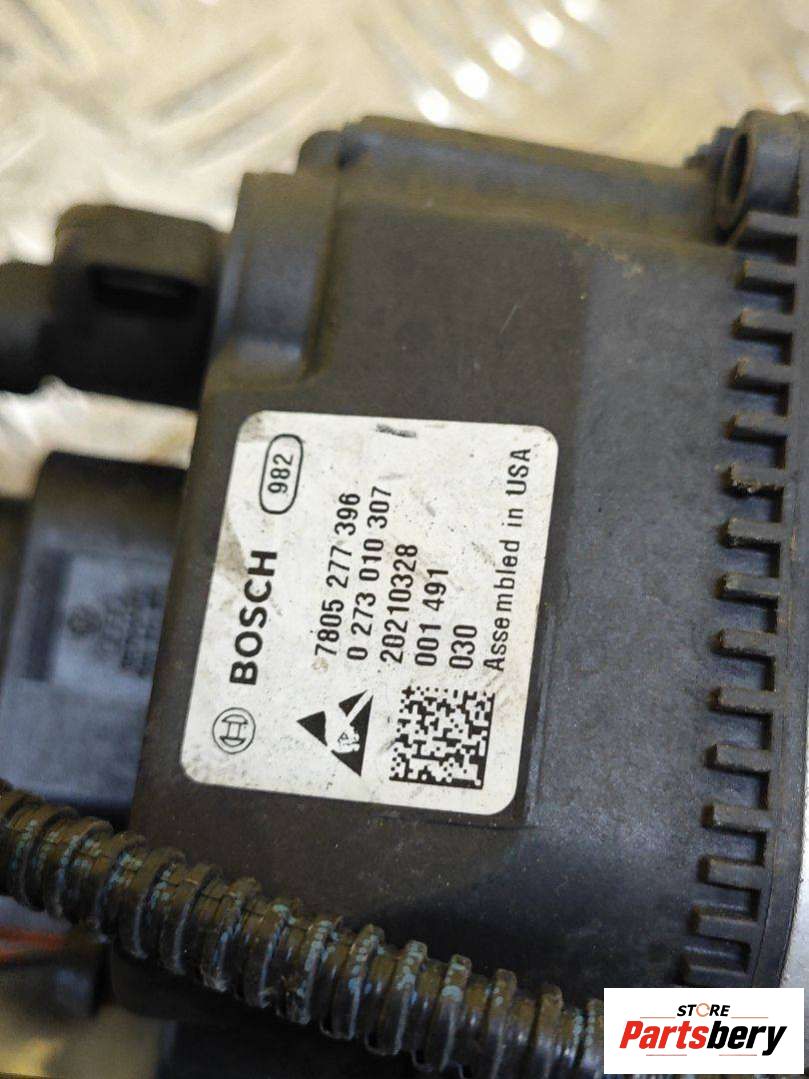 982
BOSCH
7805 277 396
0 273 010 307
20210328
001 491
030
Assembled in USA
STORE
Partsbery